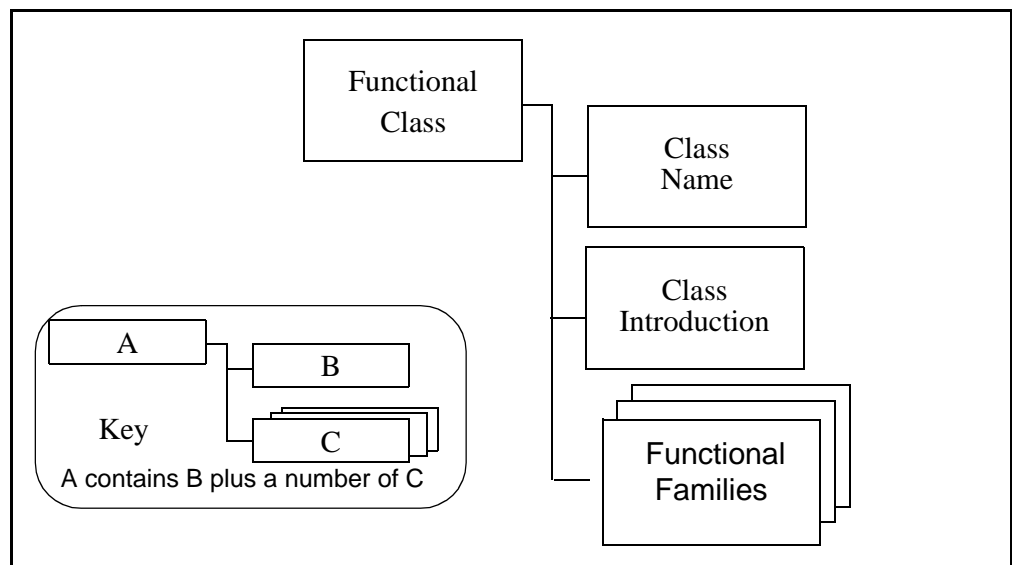 Functional
Class
Class
Name
Class
Introduction
Functional
Families
A
B
C
Key
A contains B plus a number of C